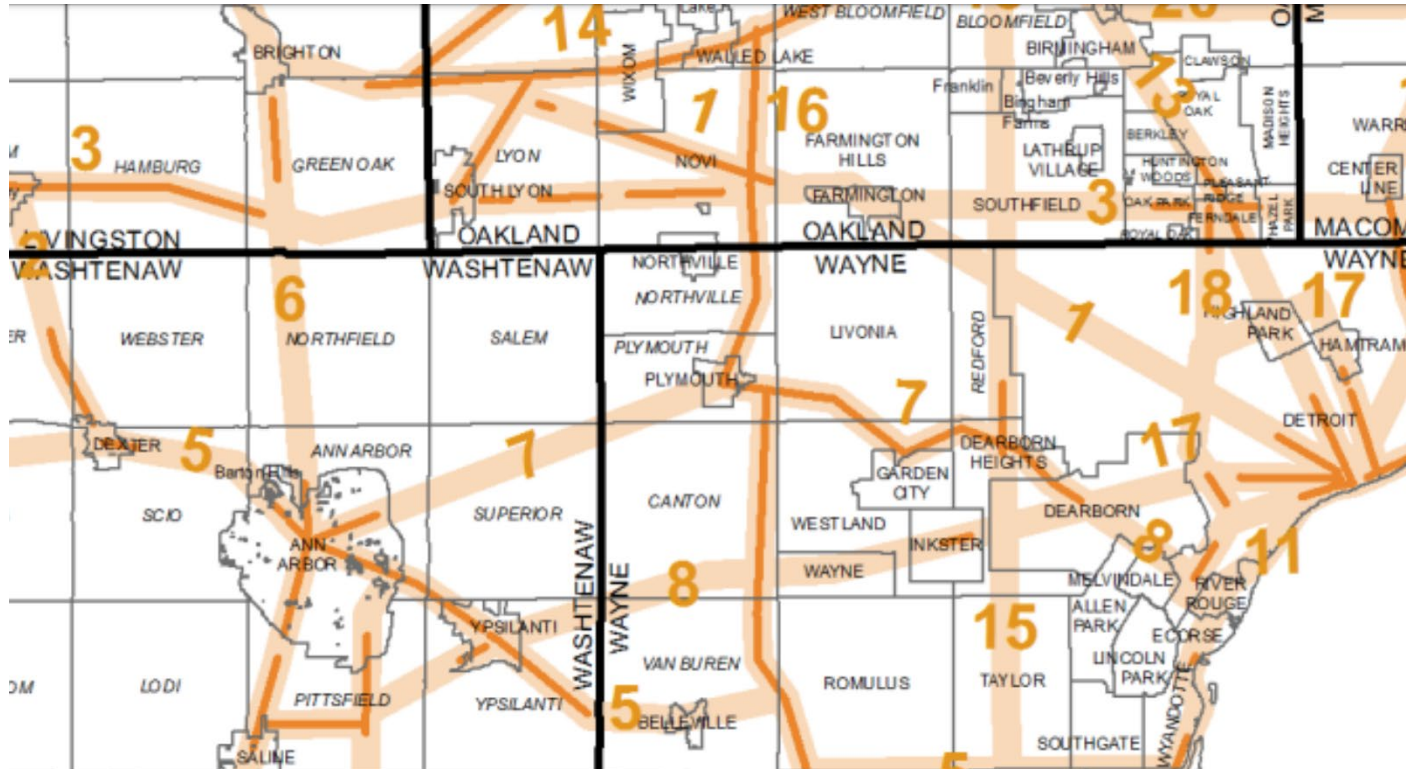 14
WEST BLOOMFIELD
BLOOMFIELD
BRIGHTON
WALLED LAKE
BIRMINGHAM
CLAWSON
WIXOM
Franklin
Beverly Hills
13
1
16
Bingham
Farms
MADISON
HEIGHTS
3
HAMBURG
GREEN OAK
LYON
NOVI
FARMINGTON
HILLS
BERKLEY
LATHRUP
VILLAGE
HUNTINGTON
WOODS
CENTER
LINE
SOUTH LYON
FARMINGTON
SOUTHFIELD
3
OAK PARK
PLEASANT
RIDGE
FERNDALE
HAZEL
PARK
LIVINGSTON
OAKLAND
OAKLAND
ROYAL OAK
MACOM
2
WASHTENAW
WASHTENAW
NORTHVILLE
WAYNE
WAYNE
6
NORTHVILLE
18
17
WEBSTER
NORTHFIELD
SALEM
PLYMOUTH
LIVONIA
REDFORD
1
HIGHLAND
PARK
HAMTRAM
PLYMOUTH
7
DETROIT
DEXTER
5
ANN ARBOR
7
DEARBORN
HEIGHTS
17
Barton Hills
GARDEN
CITY
SCIO
SUPERIOR
CANTON
WESTLAND
DEARBORN
ANN
ARBOR
INKSTER
8
11
WASHTENAW
WAYNE
8
WAYNE
MELVINDALE
RIVER
ROUGE
YPSILANTI
15
ALLEN
PARK
ECORSE
LODI
PITTSFIELD
YPSILANTI
VAN BUREN
ROMULUS
TAYLOR
LINCOLN
PARK
5
BELLEVILLE
WYANDOTTE
SALINE
SOUTHGATE